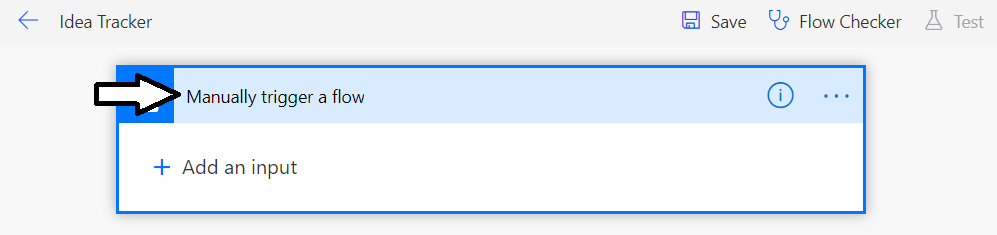 Idea Tracker Save Flow Checker Test
Manually trigger a flow
Add an input